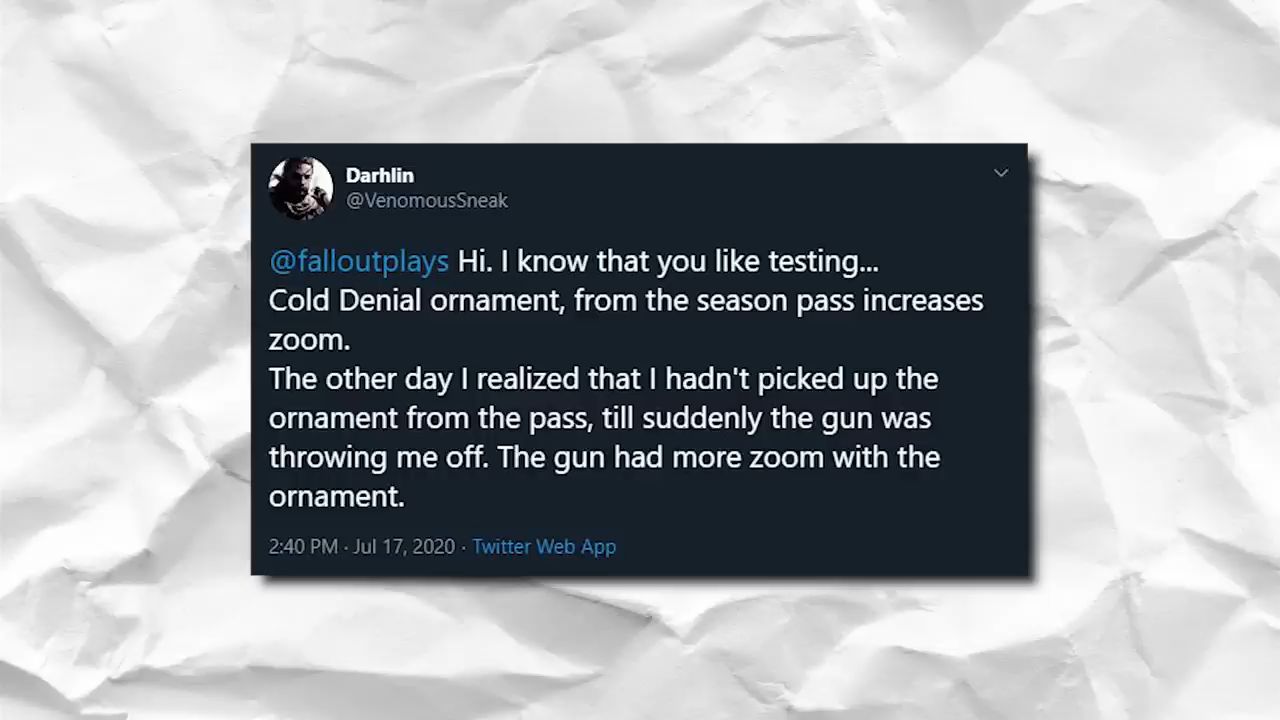 Darhlin
@VenomousSneak
@falloutplays Hi. I know that you like testing...
Cold Denial ornament, from the season pass increases
zoom.
The other day I realized that I hadn't picked up the
ornament from the pass, till suddenly the gun was
throwing me off. The gun had more zoom with the
ornament.
2:40 PM · Jul 17, 2020 · Twitter Web App